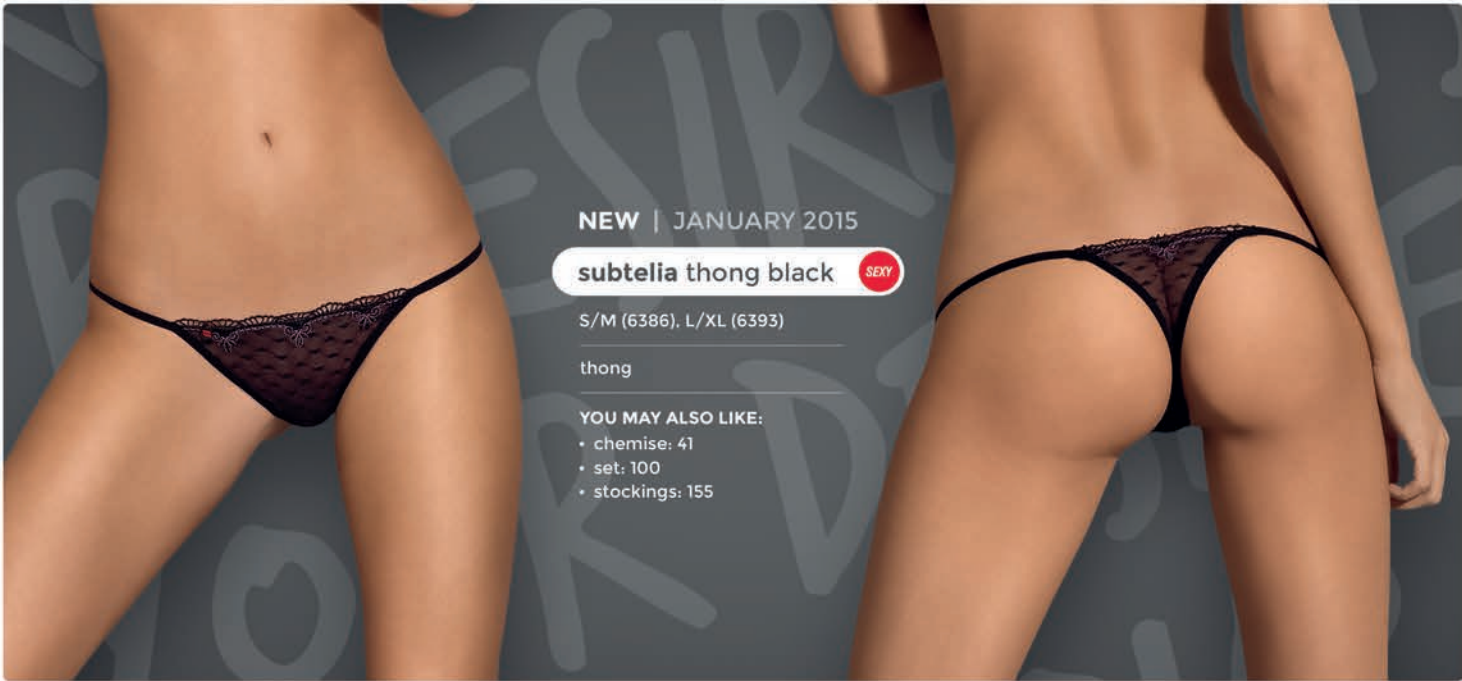 NEW | JANUARY 2015
subtelia thong black SEXY
S/M (6386), L/XL (6393)
thong
YOU MAY ALSO LIKE:
• chemise: 41
• set: 100
• stockings: 155